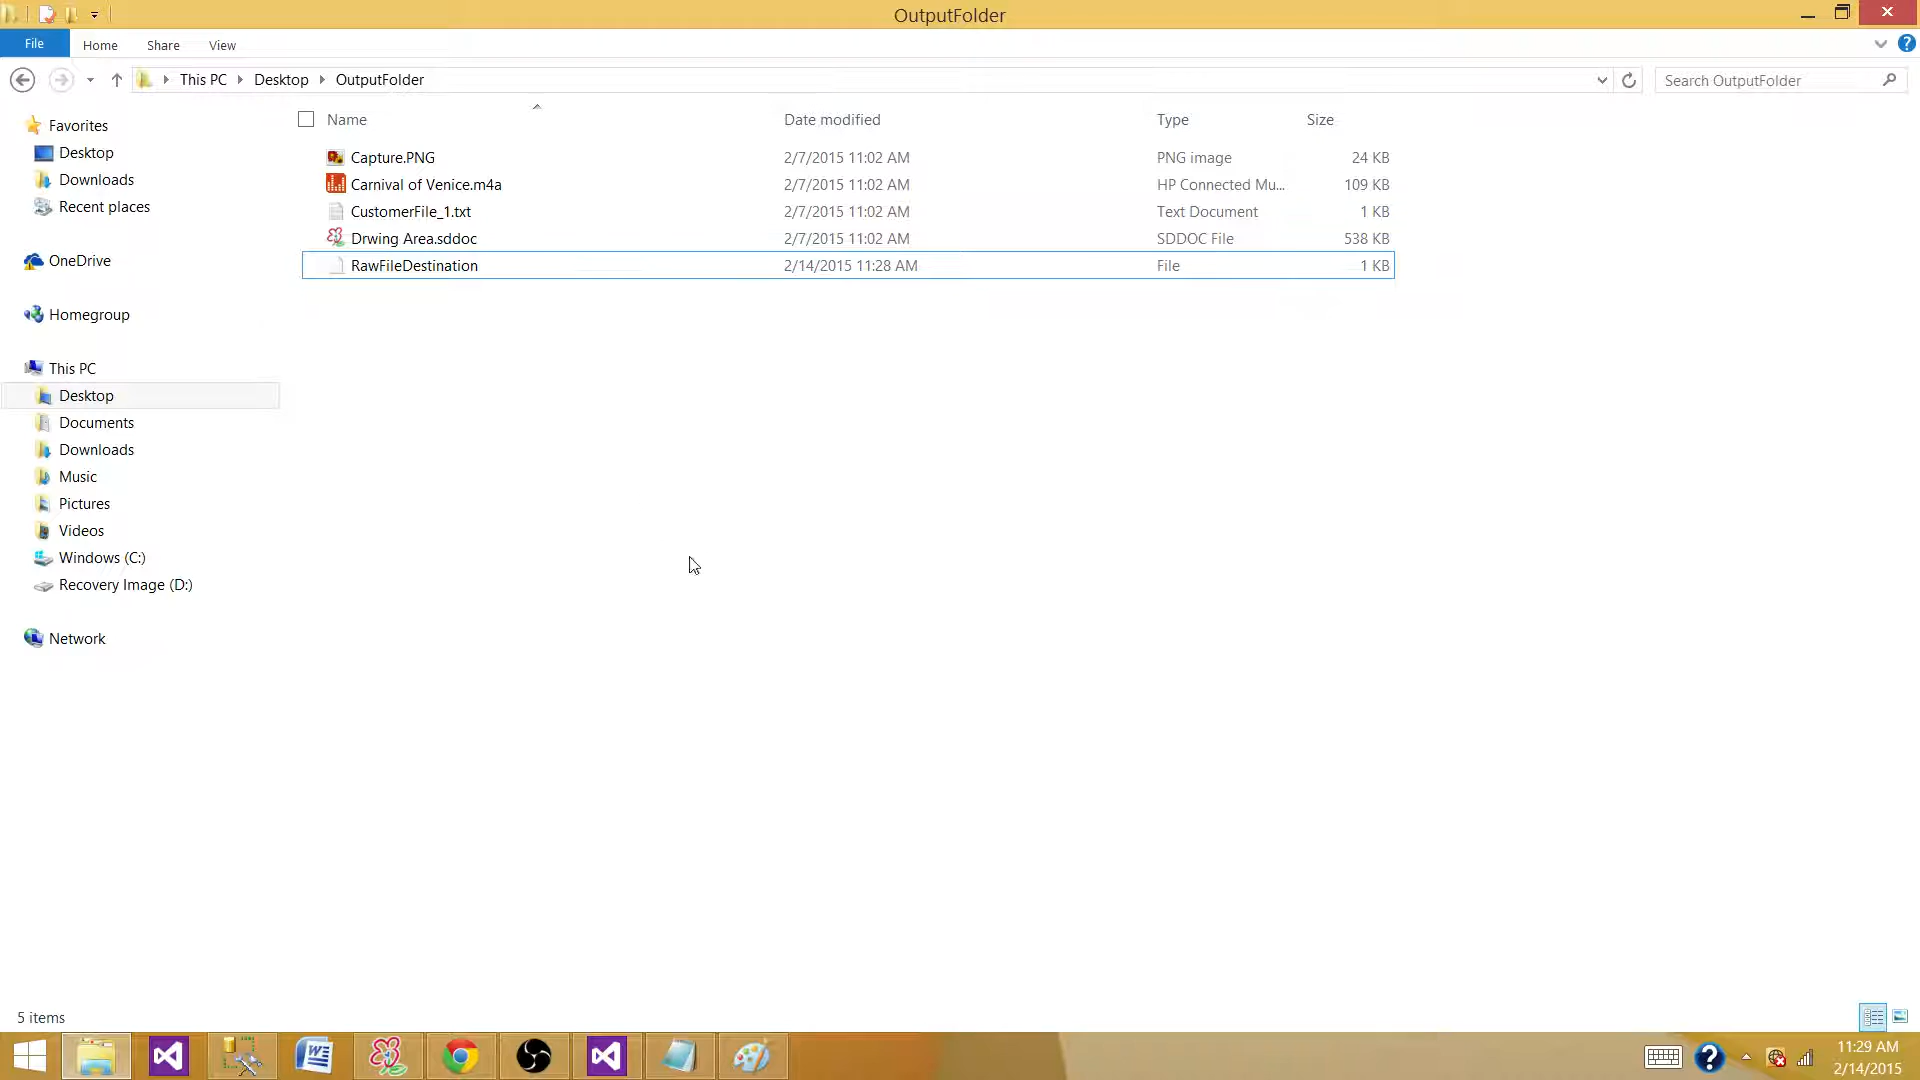 OutputFolder
File Home Share View
This PC Desktop OutputFolder
Search OutputFolder
Name Date modified Type Size
Capture.PNG 2/7/2015 11:02 AM PNG image 24 KB
Carnival of Venice.m4a 2/7/2015 11:02 AM HP Connected Mu... 109 KB
CustomerFile_1.txt 2/7/2015 11:02 AM Text Document 1 KB
Drwing Area.sddoc 2/7/2015 11:02 AM SDDOC File 538 KB
RawFileDestination 2/14/2015 11:28 AM File 1 KB
Favorites
Desktop
Downloads
Recent places
OneDrive
Homegroup
This PC
Desktop
Documents
Downloads
Music
Pictures
Videos
Windows (C:)
Recovery Image (D:)
Network
5 items
11:29 AM
2/14/2015